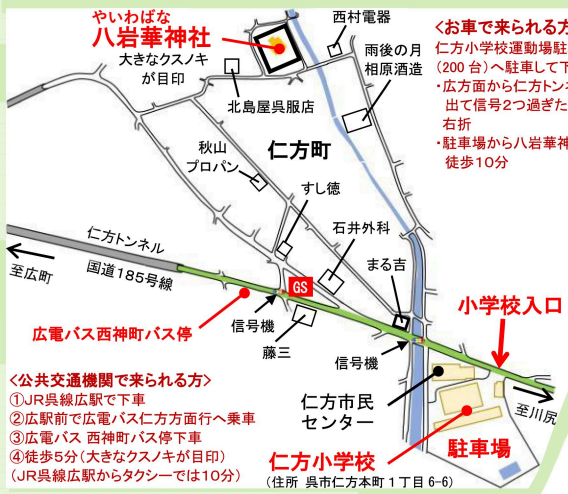 やいわばな
八岩華神社
大きなクスノキ
が目印
西村電器
雨後の月
相原酒造
北島屋呉服店
<お車で来られる方
仁方小学校運動場駐
(200台)へ駐車して下
・広方面から仁方トンネ
出て信号2つ過ぎた
右折
・駐車場から八岩華神
徒歩10分
仁方町
秋山
プロパン
すし徳
石井外科
まる吉
仁方トンネル
国道185号線
至広町
GS
広電バス西神町バス停
信号機
藤三
信号機
小学校入口
至川尻
仁方市民
センター
駐車場
仁方小学校
(住所 呉市仁方本町1丁目6-6)
<公共交通機関で来られる方>
①JR呉線広駅で下車
②広駅前で広電バス仁方方面行へ乗車
③広電バス 西神町バス停下車
④徒歩5分(大きなクスノキが目印)
(JR呉線広駅からタクシーでは10分)